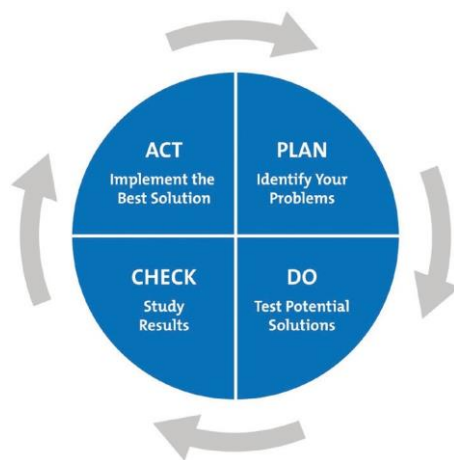 ACT
Implement the
Best Solution
PLAN
Identify Your
Problems
CHECK
Study
Results
DO
Test Potential
Solutions